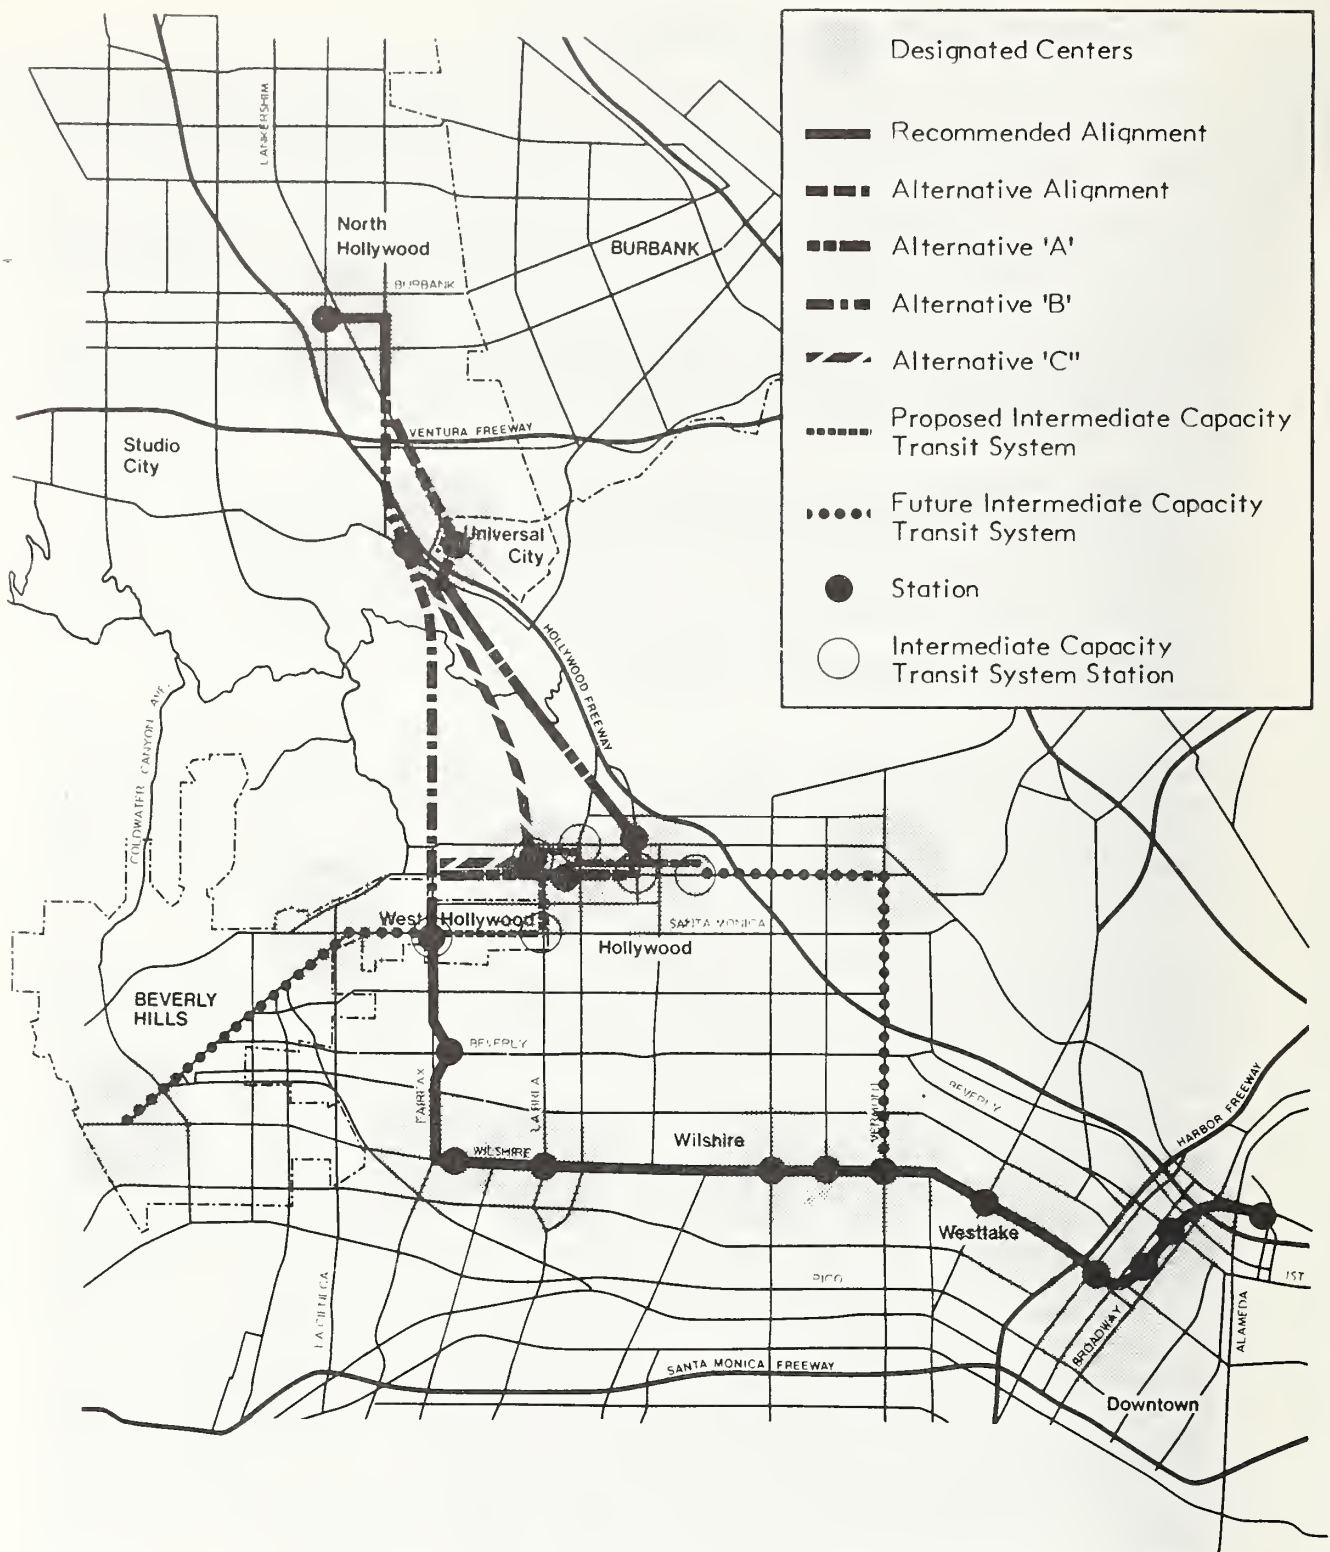 Designated Centers
Recommended Alignment
Alternative Alignment
Alternative 'A'
Alternative 'B'
Alternative 'C"
Proposed Intermediate Capacity
Transit System
Future Intermediate Capacity
Transit System
Station
Intermediate Capacity
Transit System Station
LANKERSHIM
North
Hollywood
BURBANK
BURBANK
VENTURA FREEWAY
Studio
City
Universal
City
HOLLYWOOD FREEWAY
COLDWATER CANYON AVE.
West Hollywood
SANTA MONICA
Hollywood
BEVERLY
HILLS
BEVERLY
FAIRFAX
LA BREA
VERMONT
BEVERLY
HARBOR FREEWAY
Wilshire
WILSHIRE
Westlake
PICO
1ST
LA CIENEGA
ALAMEDA
BROADWAY
SANTA MONICA FREEWAY
Downtown